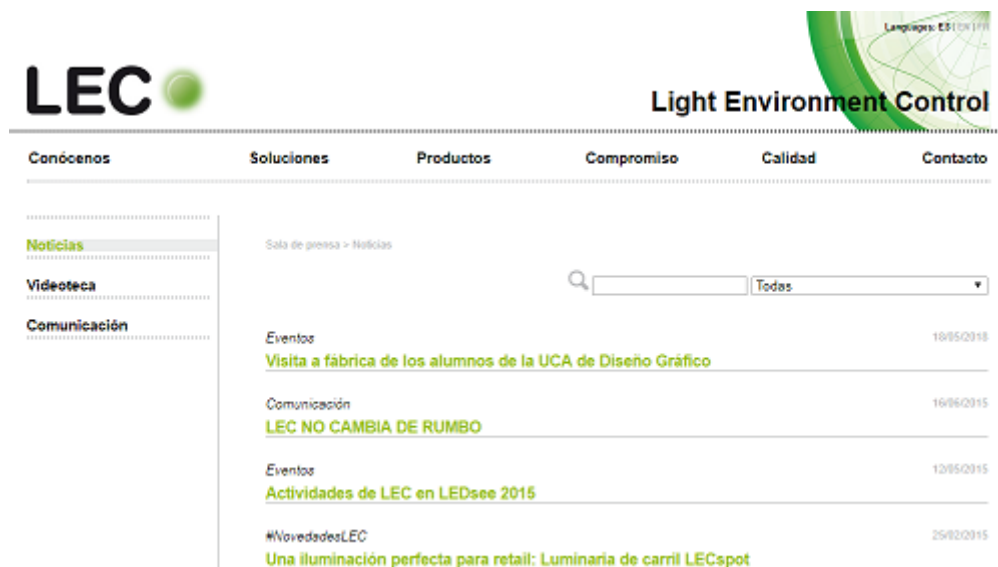 Languages: ES | EN | FR
LEC
Light Environment Control
Conócenos Soluciones Productos Compromiso Calidad Contacto
Noticias
Videoteca
Comunicación
Sala de prensa > Noticias
Todas
Eventos 18/05/2018
Visita a fábrica de los alumnos de la UCA de Diseño Gráfico
Comunicación 16/06/2015
LEC NO CAMBIA DE RUMBO
Eventos 12/05/2015
Actividades de LEC en LEDsee 2015
#NovedadesLEC 25/02/2015
Una iluminación perfecta para retail: Luminaria de carril LECspot